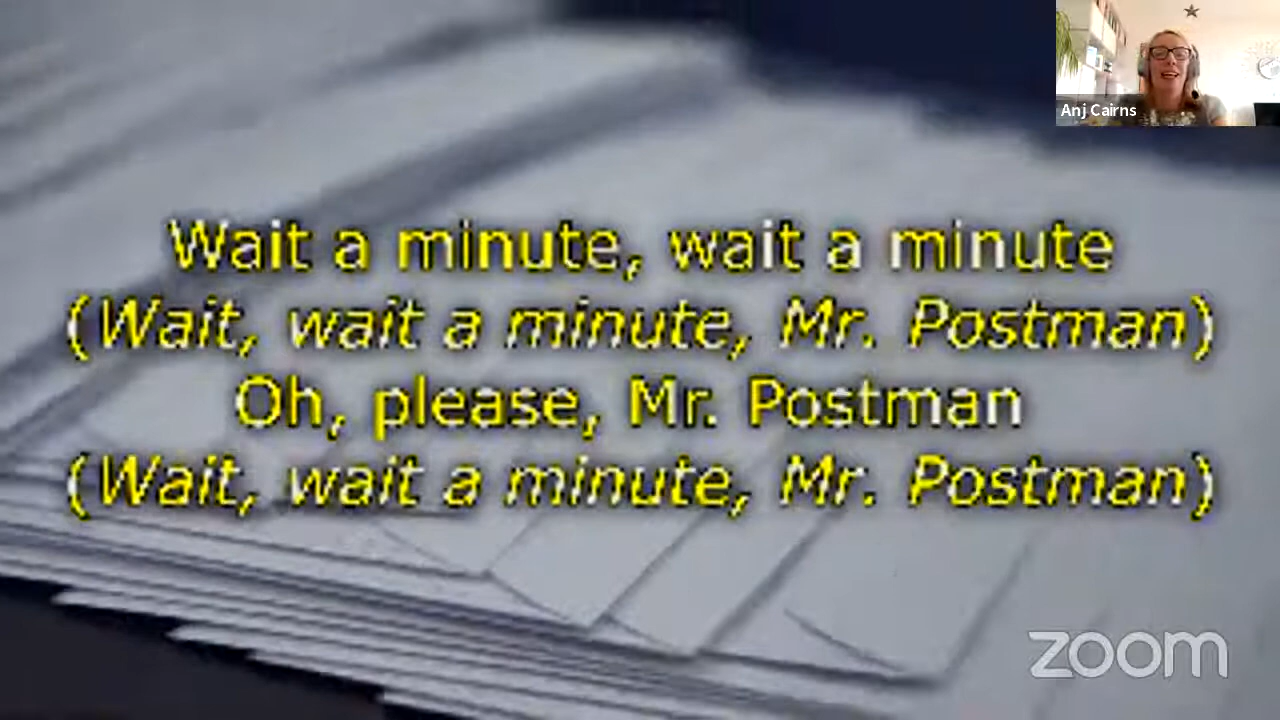 Anj Cairns
Wait a minute, wait a minute
(Wait, wait a minute, Mr. Postman)
Oh, please, Mr. Postman
(Wait, wait a minute, Mr. Postman)
zoom